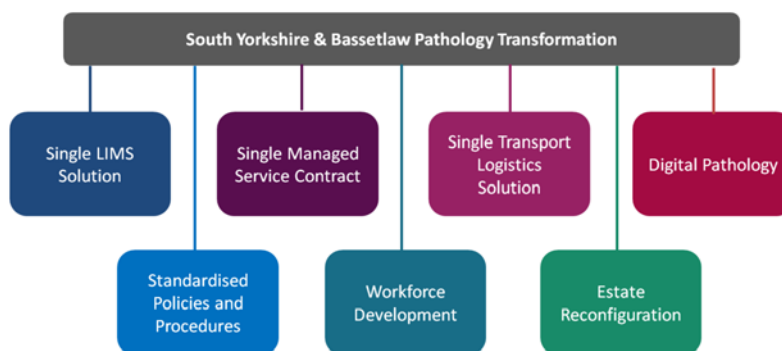 South Yorkshire & Bassetlaw Pathology Transformation
Single LIMS
Solution
Single Managed
Service Contract
Single Transport
Logistics
Solution
Digital Pathology
Standardised
Policies and
Procedures
Workforce
Development
Estate
Reconfiguration